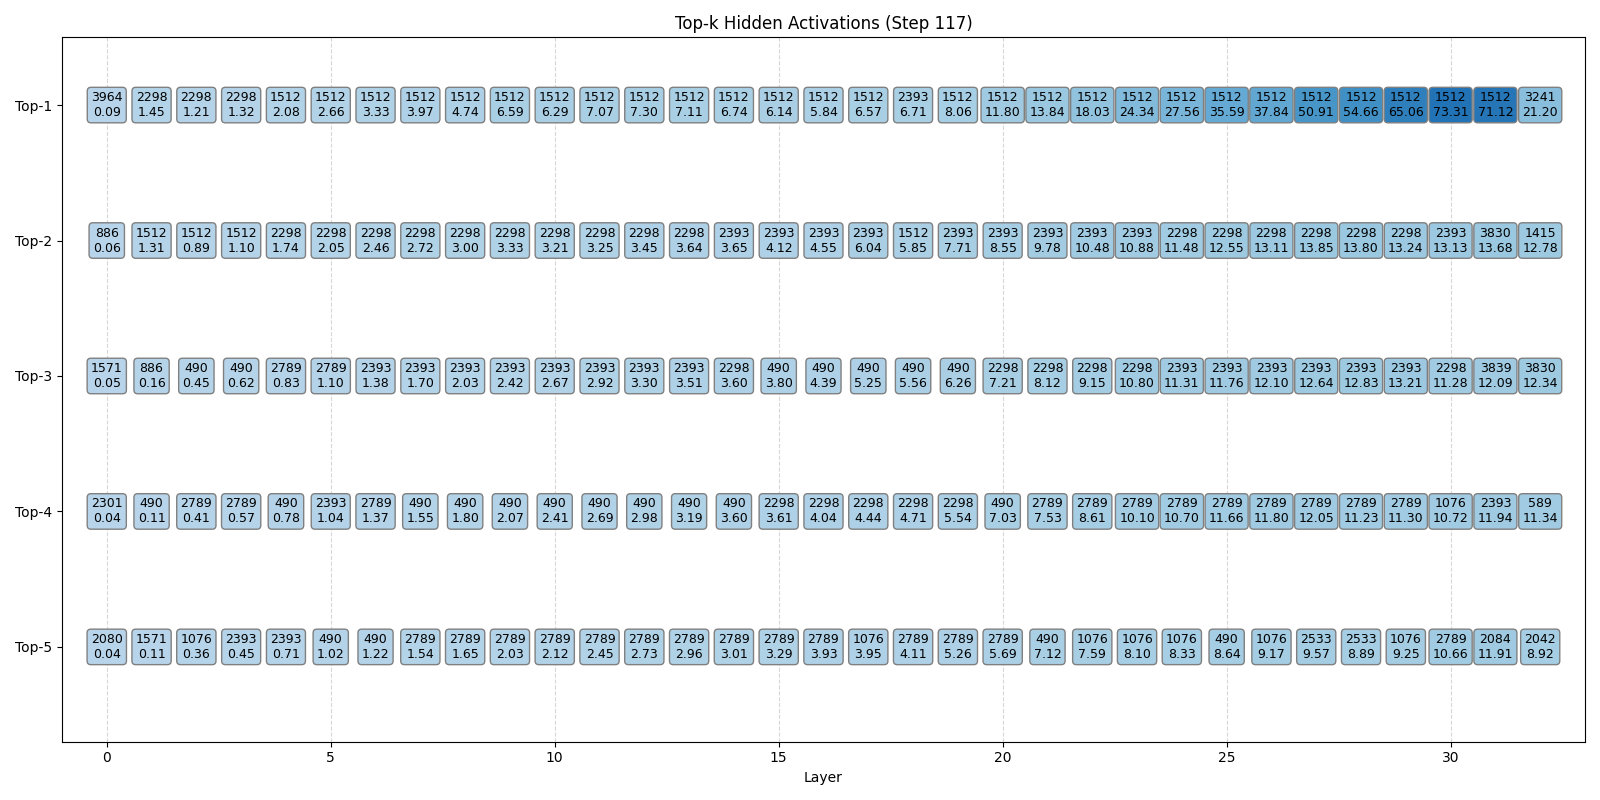 Top-k Hidden Activations (Step 117)
Top-1
3964 2298 2298 2298 1512 1512 1512 1512 1512 1512 1512 1512 1512 1512 1512 1512 1512 1512 2393 1512 1512 1512 1512 1512 1512 1512 1512 1512 1512 1512 1512 1512 3241
0.09 1.45 1.21 1.32 2.08 2.66 3.33 3.97 4.74 6.59 6.29 7.07 7.30 7.11 6.74 6.14 5.84 6.57 6.71 8.06 11.80 13.84 18.03 24.34 27.56 35.59 37.84 50.91 54.66 65.06 73.31 71.12 21.20
Top-2
886 1512 1512 1512 2298 2298 2298 2298 2298 2298 2298 2298 2298 2298 2393 2393 2393 2393 1512 2393 2393 2393 2393 2393 2298 2298 2298 2298 2298 2298 2393 3830 1415
0.06 1.31 0.89 1.10 1.74 2.05 2.46 2.72 3.00 3.33 3.21 3.25 3.45 3.64 3.65 4.12 4.55 6.04 5.85 7.71 8.55 9.78 10.48 10.88 11.48 12.55 13.11 13.85 13.80 13.24 13.13 13.68 12.78
Top-3
1571 886 490 490 2789 2789 2393 2393 2393 2393 2393 2393 2393 2393 2298 490 490 490 490 490 2298 2298 2298 2298 2393 2393 2393 2393 2393 2393 2298 3839 3830
0.05 0.16 0.45 0.62 0.83 1.10 1.38 1.70 2.03 2.42 2.67 2.92 3.30 3.51 3.60 3.80 4.39 5.25 5.56 6.26 7.21 8.12 9.15 10.80 11.31 11.76 12.10 12.64 12.83 13.21 11.28 12.09 12.34
Top-4
2301 490 2789 2789 490 2393 2789 490 490 490 490 490 490 490 490 2298 2298 2298 2298 2298 490 2789 2789 2789 2789 2789 2789 2789 2789 2789 1076 2393 589
0.04 0.11 0.41 0.57 0.78 1.04 1.37 1.55 1.80 2.07 2.41 2.69 2.98 3.19 3.60 3.61 4.04 4.44 4.71 5.54 7.03 7.53 8.61 10.10 10.70 11.66 11.80 12.05 11.23 11.30 10.72 11.94 11.34
Top-5
2080 1571 1076 2393 2393 490 490 2789 2789 2789 2789 2789 2789 2789 2789 2789 2789 1076 2789 2789 2789 490 1076 1076 1076 490 1076 2533 2533 1076 2789 2084 2042
0.04 0.11 0.36 0.45 0.71 1.02 1.22 1.54 1.65 2.03 2.12 2.45 2.73 2.96 3.01 3.29 3.93 3.95 4.11 5.26 5.69 7.12 7.59 8.10 8.33 8.64 9.17 9.57 8.89 9.25 10.66 11.91 8.92
0 5 10 15 20 25 30
Layer